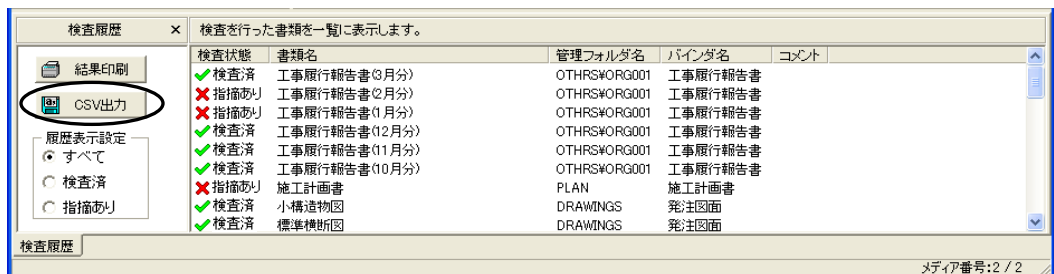 検査履歴 × 検査を行った書類を一覧に表示します。
結果印刷
CSV出力
履歴表示設定
すべて
検査済
指摘あり
検査状態 書類名 管理フォルダ名 バインダ名 コメント
検査済 工事履行報告書(3月分) OTHRS¥ORG001 工事履行報告書
指摘あり 工事履行報告書(2月分) OTHRS¥ORG001 工事履行報告書
指摘あり 工事履行報告書(1月分) OTHRS¥ORG001 工事履行報告書
検査済 工事履行報告書(12月分) OTHRS¥ORG001 工事履行報告書
検査済 工事履行報告書(11月分) OTHRS¥ORG001 工事履行報告書
検査済 工事履行報告書(10月分) OTHRS¥ORG001 工事履行報告書
指摘あり 施工計画書 PLAN 施工計画書
検査済 小構造物図 DRAWINGS 発注図面
検査済 標準横断図 DRAWINGS 発注図面
検査履歴
メディア番号:2 / 2